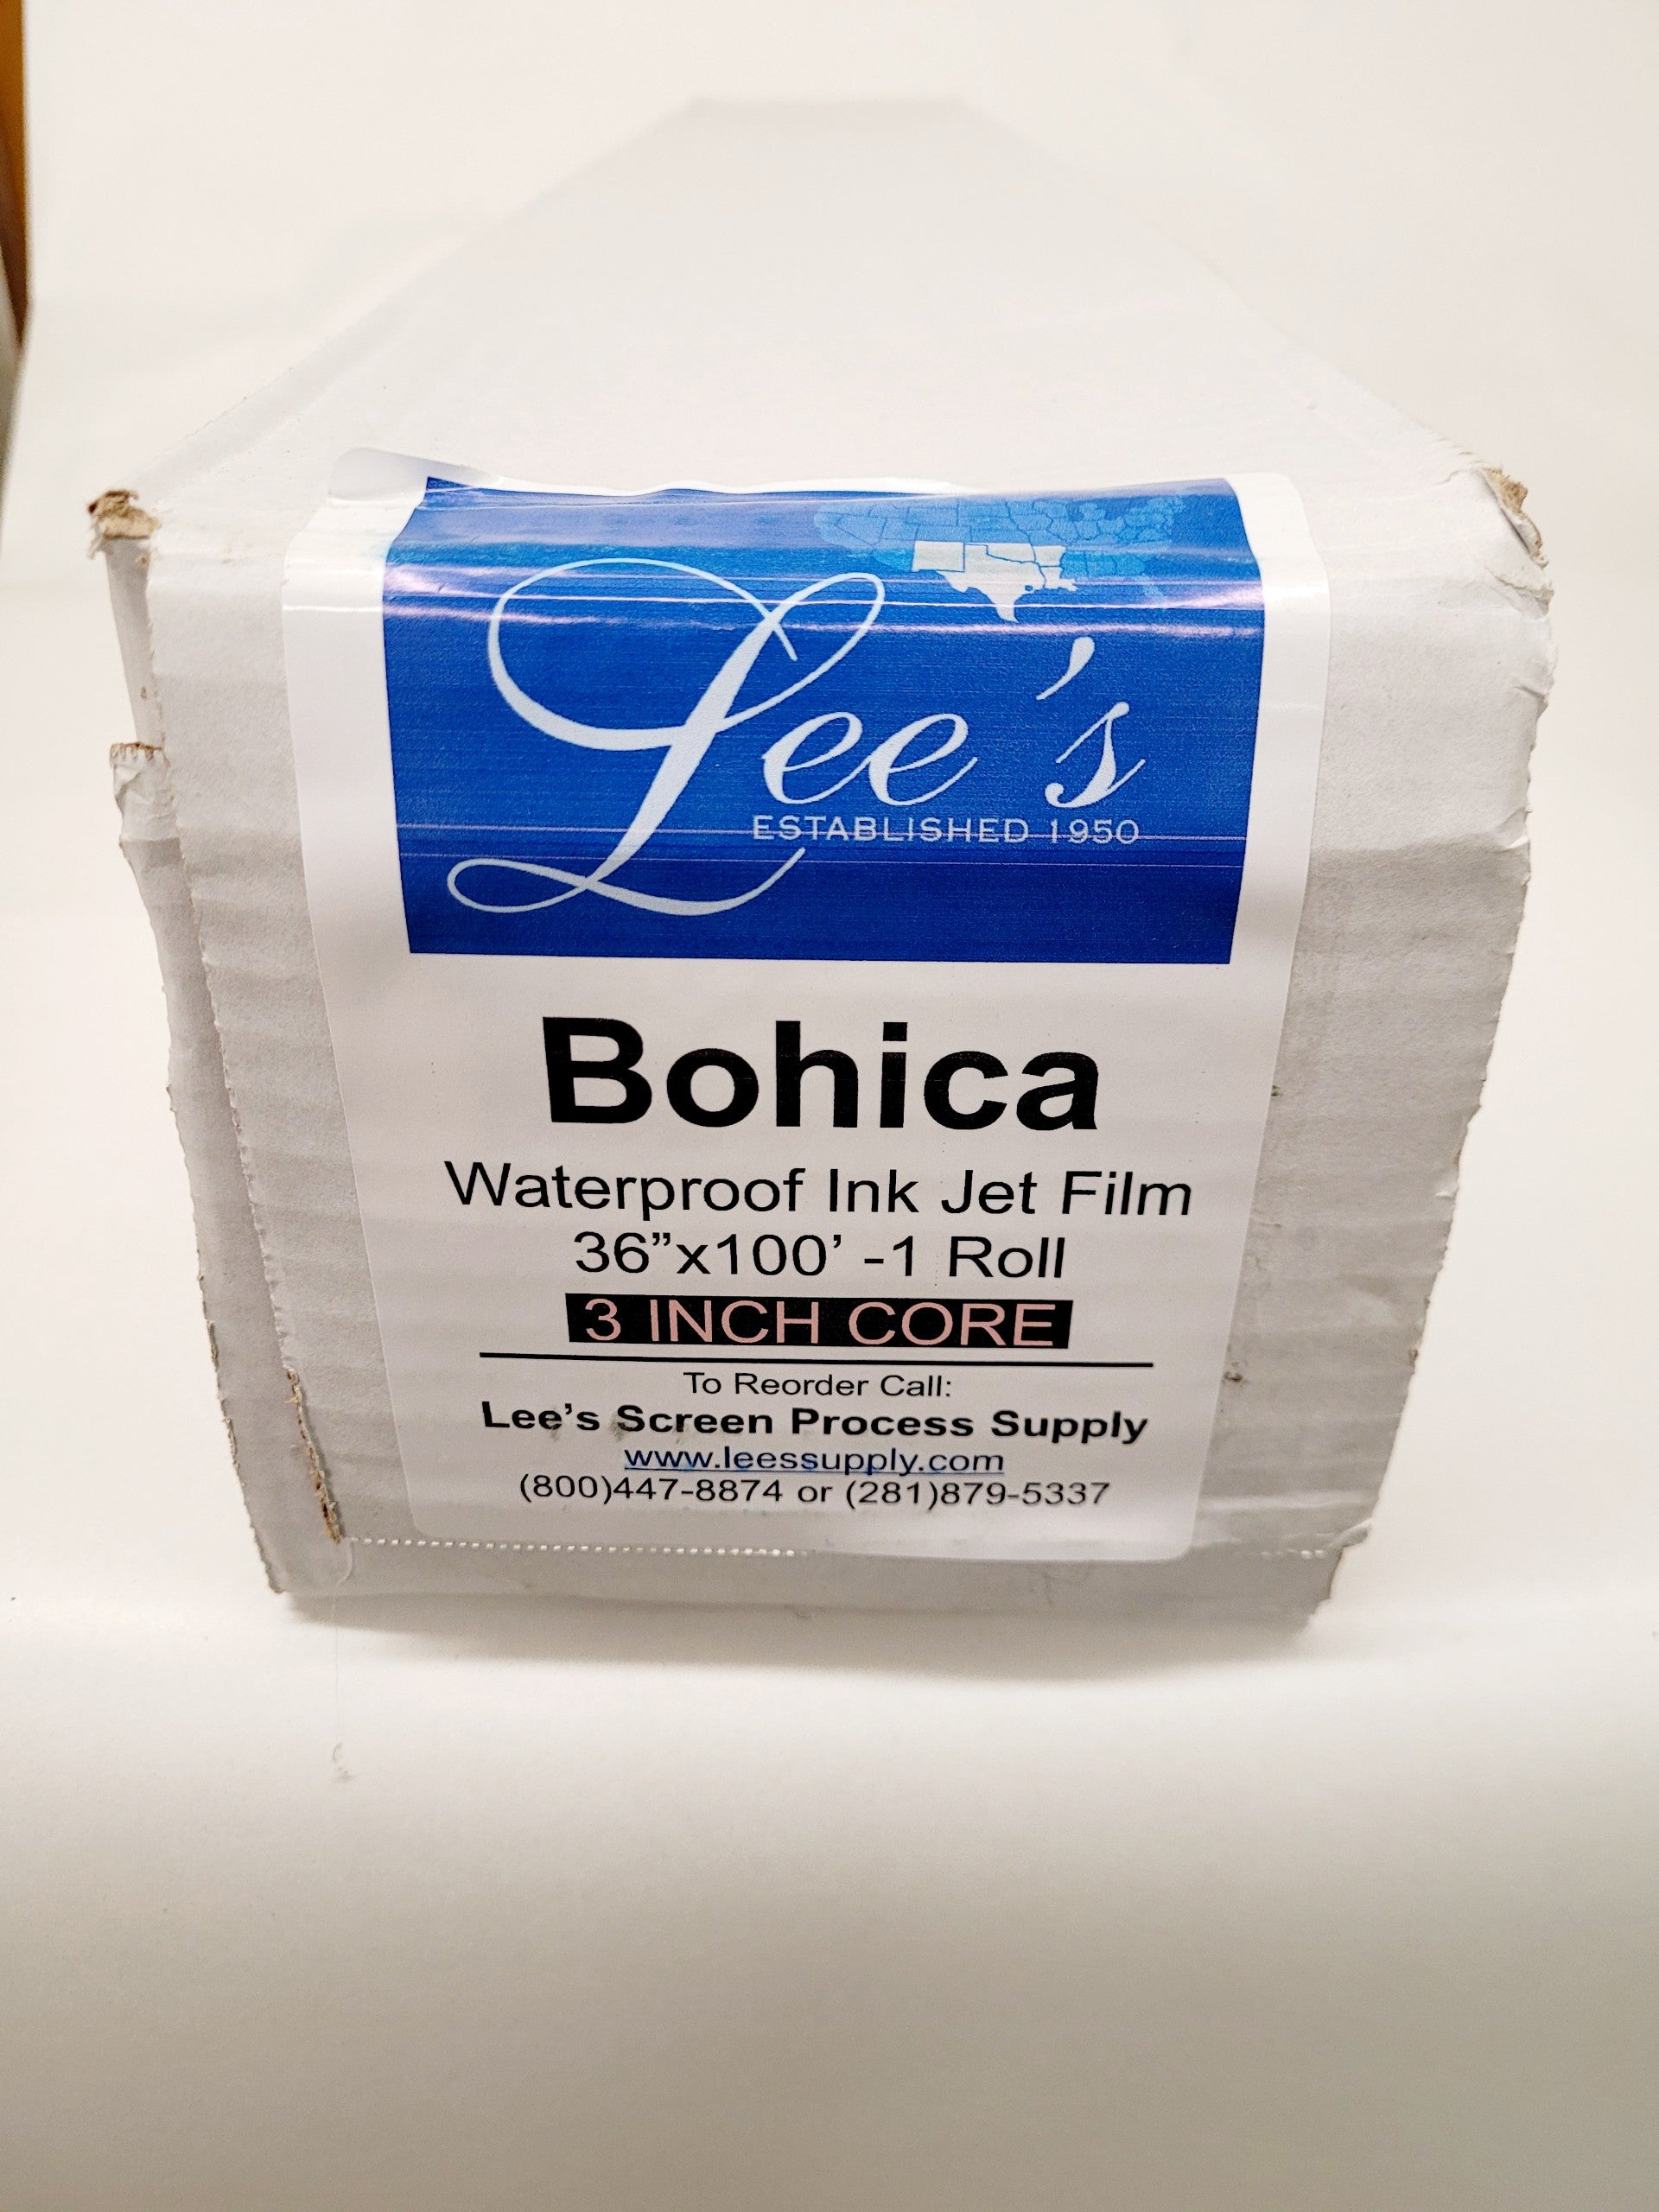 Lee's
ESTABLISHED 1950
Bohica
Waterproof Ink Jet Film
36”x100’ -1 Roll
3 INCH CORE
To Reorder Call:
Lee’s Screen Process Supply
www.leessupply.com
(800)447-8874 or (281)879-5337